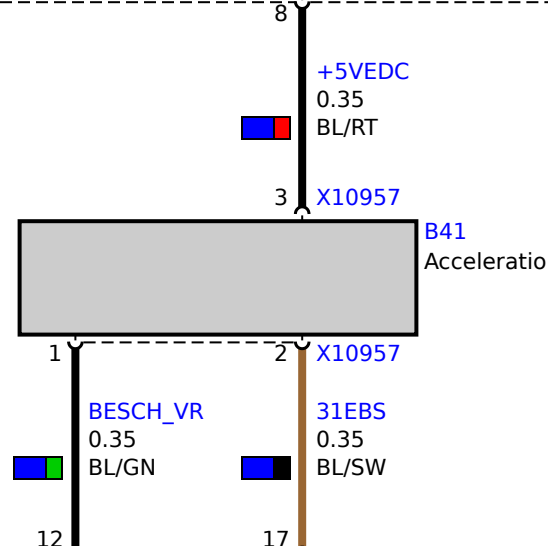 8
+5VEDC
0.35
BL/RT
3 X10957
B41
Acceleratio
1
2 X10957
BESCH_VR
0.35
BL/GN
31EBS
0.35
BL/SW
12
17